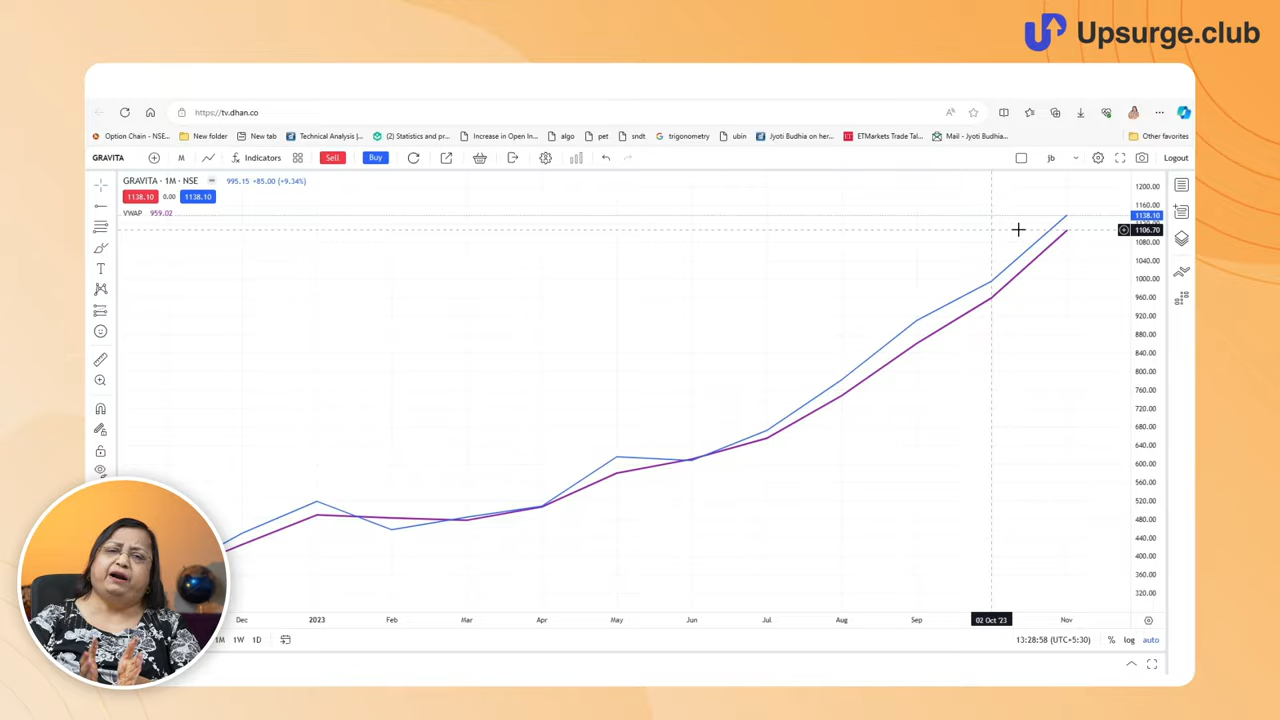 Upsurge.club
https://tv.dhan.co
Option Chain - NSE...
New folder
New tab
Technical Analysis |...
(2) Statistics and pr...
Increase in Open In...
algo
pet
sndt
trigonometry
ubin
Jyoti Budhia on her...
ETMarkets Trade Tal...
Mail - Jyoti Budhia...
Other favorites
GRAVITA
M
Indicators
Sell
Buy
jb
Logout
GRAVITA · 1M · NSE 995.15 +85.00 (+9.34%)
1138.10 0.00 1138.10
VWAP 959.02
1200.00
1160.00
1138.10
1106.70
1080.00
1040.00
1000.00
960.00
920.00
880.00
840.00
800.00
760.00
720.00
680.00
640.00
600.00
560.00
520.00
480.00
440.00
400.00
360.00
320.00
Dec 2023 Feb Mar Apr May Jun Jul Aug Sep 02 Oct '23 Nov
1M 1W 1D
13:28:58 (UTC+5:30) % log auto